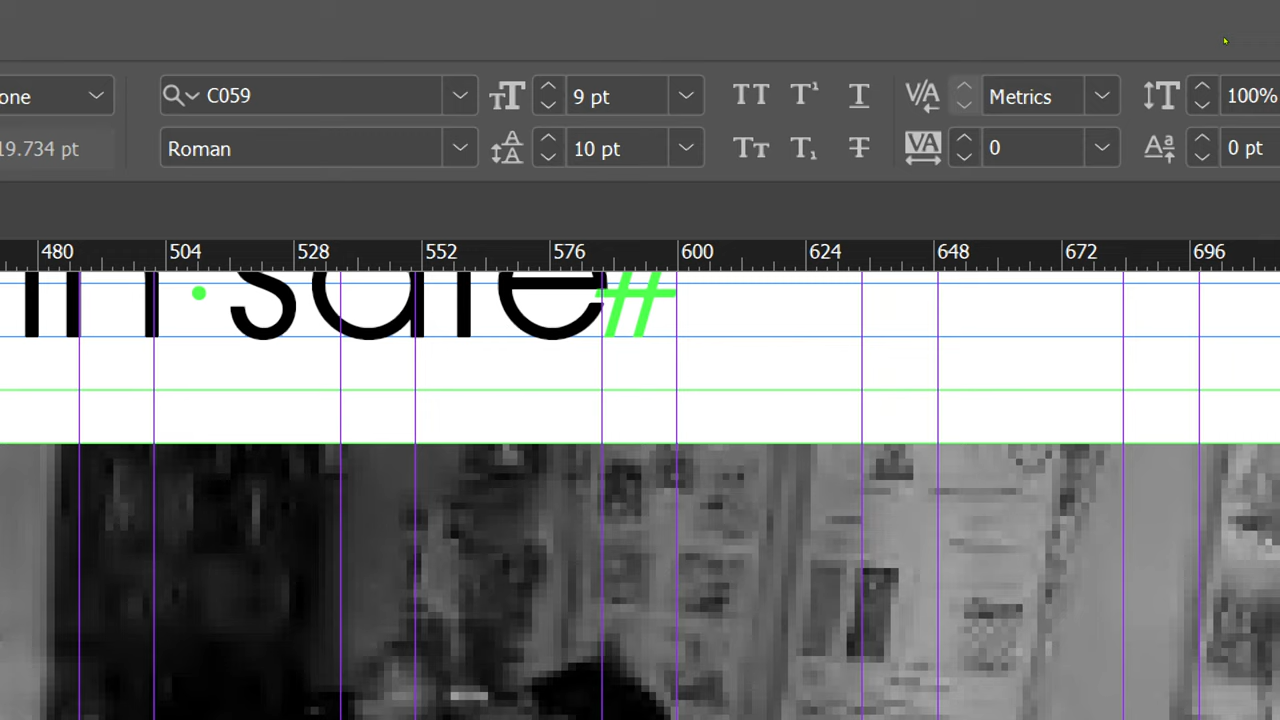 one
C059
9 pt
Metrics
100%
19.734 pt
Roman
10 pt
0
0 pt
480 504 528 552 576 600 624 648 672 696
sale#